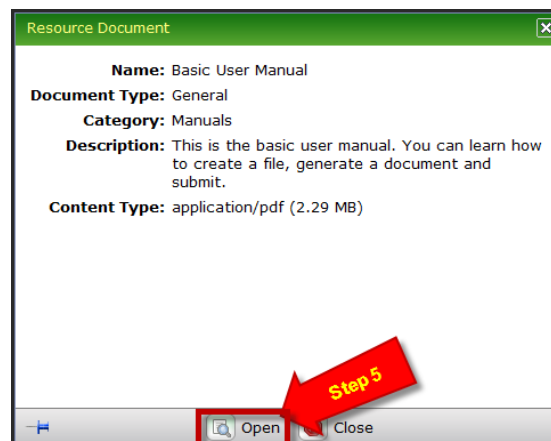 Resource Document
Name: Basic User Manual
Document Type: General
Category: Manuals
Description: This is the basic user manual. You can learn how
to create a file, generate a document and
submit.
Content Type: application/pdf (2.29 MB)
Step 5
Open Close